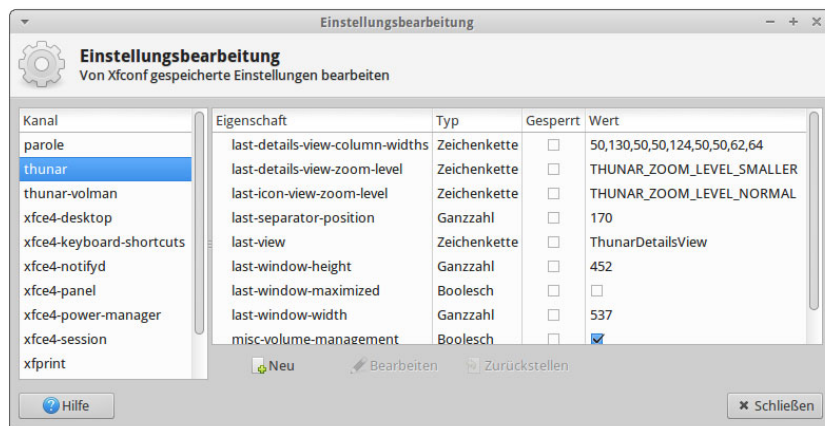 Einstellungsbearbeitung
Einstellungsbearbeitung
Von Xfconf gespeicherte Einstellungen bearbeiten
Kanal
parole
thunar
thunar-volman
xfce4-desktop
xfce4-keyboard-shortcuts
xfce4-notifyd
xfce4-panel
xfce4-power-manager
xfce4-session
xfprint
Eigenschaft Typ Gesperrt Wert
last-details-view-column-widths Zeichenkette 50,130,50,50,124,50,50,62,64
last-details-view-zoom-level Zeichenkette THUNAR_ZOOM_LEVEL_SMALLER
last-icon-view-zoom-level Zeichenkette THUNAR_ZOOM_LEVEL_NORMAL
last-separator-position Ganzzahl 170
last-view Zeichenkette ThunarDetailsView
last-window-height Ganzzahl 452
last-window-maximized Boolesch
last-window-width Ganzzahl 537
misc-volume-management Boolesch
Neu Bearbeiten Zurückstellen
Hilfe Schließen